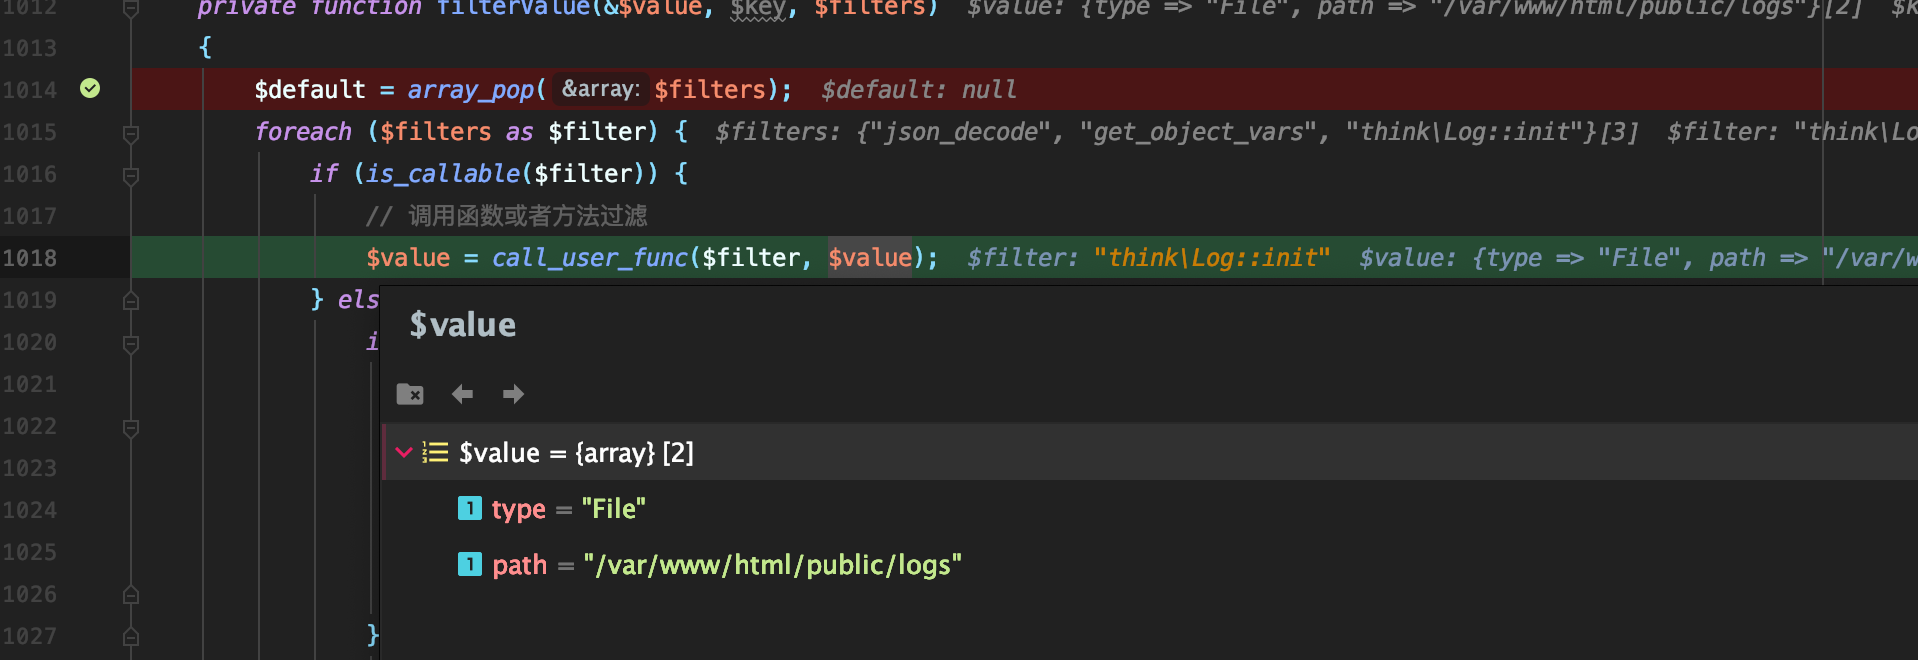 1012 private function filterValue(&$value, $key, $filters) $value: {type => "File", path => "/var/www/html/public/logs"}[2] $k
1013 {
1014 $default = array_pop( &array: $filters); $default: null
1015 foreach ($filters as $filter) { $filters: {"json_decode", "get_object_vars", "think\Log::init"}[3] $filter: "think\Lo
1016 if (is_callable($filter)) {
1017 // 调用函数或者方法过滤
1018 $value = call_user_func($filter, $value); $filter: "think\Log::init" $value: {type => "File", path => "/var/w
1019 } els
$value
1020 i
1021
1022
$value = {array} [2]
1023
1024 type = "File"
1025
path = "/var/www/html/public/logs"
1026
1027 }